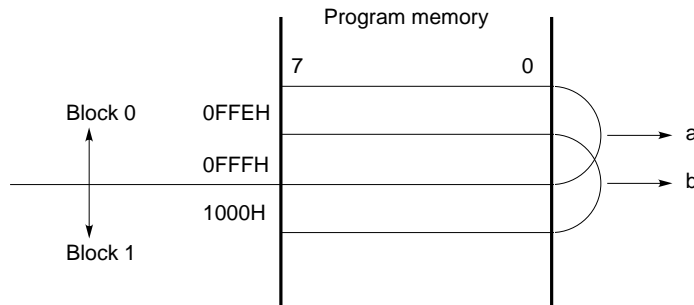 Program memory
7 0
Block 0 0FFEH
a
0FFFH
b
1000H
Block 1